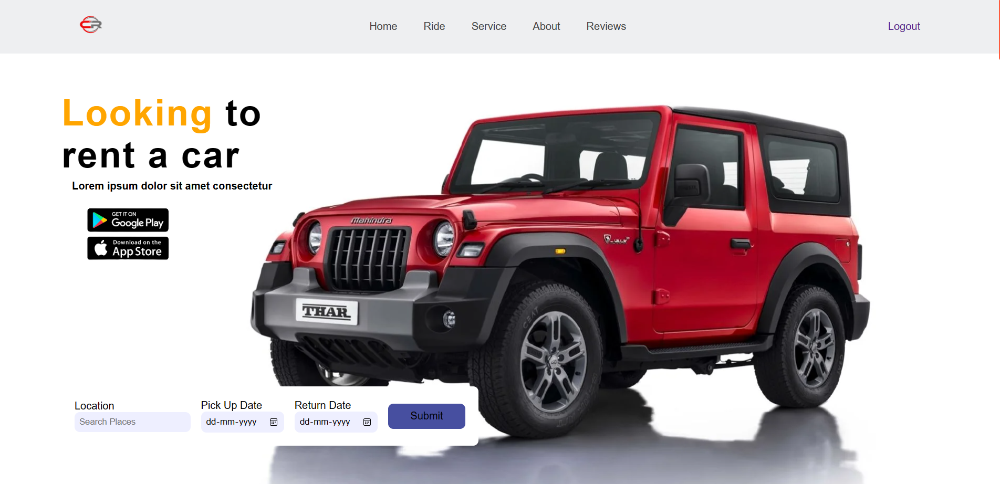 CR
Home
Ride
Service
About
Reviews
Logout
Looking to
rent a car
Lorem ipsum dolor sit amet consectetur
GET IT ON
Google Play
Download on the
App Store
Mahindra
THAR
CEAT
Location
Search Places
Pick Up Date
dd-mm-yyyy
Return Date
dd-mm-yyyy
Submit